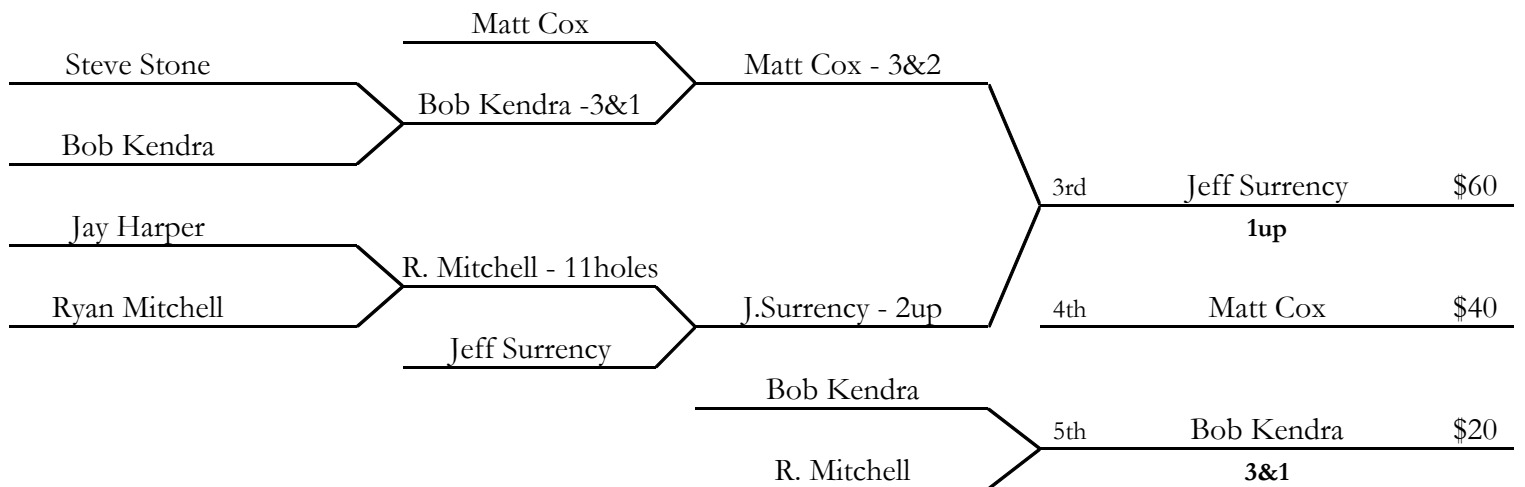 Matt Cox
Steve Stone
Matt Cox - 3&2
Bob Kendra -3&1
Bob Kendra
3rd Jeff Surrency $60
1up
Jay Harper
R. Mitchell - 11holes
Ryan Mitchell
J.Surrency - 2up
4th Matt Cox $40
Jeff Surrency
Bob Kendra
5th Bob Kendra $20
R. Mitchell
3&1